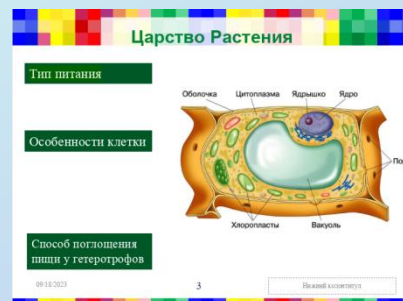 Царство Растения
Тип питания
Оболочка Цитоплазма Ядрышко Ядро
Особенности клетки
Хлоропласты Вакуоль
Способ поглощения
пищи у гетеротрофов
09/18/2023 3 Нижний колонтитул